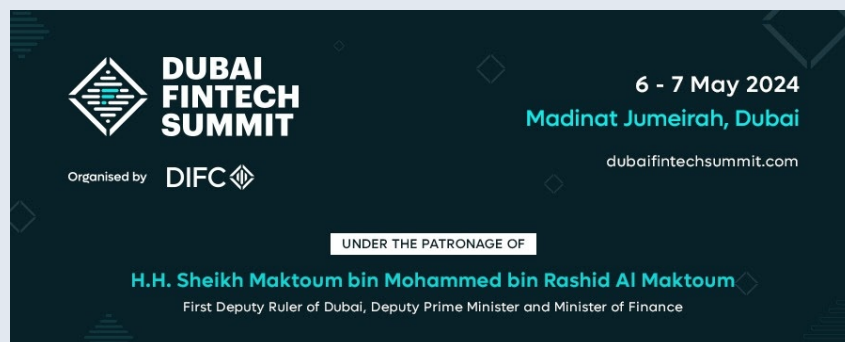 DUBAI
FINTECH
SUMMIT
Organised by DIFC
6 - 7 May 2024
Madinat Jumeirah, Dubai
dubaifintechsummit.com
UNDER THE PATRONAGE OF
H.H. Sheikh Maktoum bin Mohammed bin Rashid Al Maktoum
First Deputy Ruler of Dubai, Deputy Prime Minister and Minister of Finance